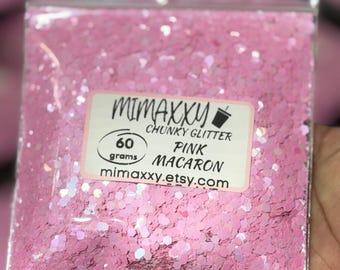 MIMAXXY
CHUNKY GLITTER
60 grams
PINK
MACARON
mimaxxy.etsy.com